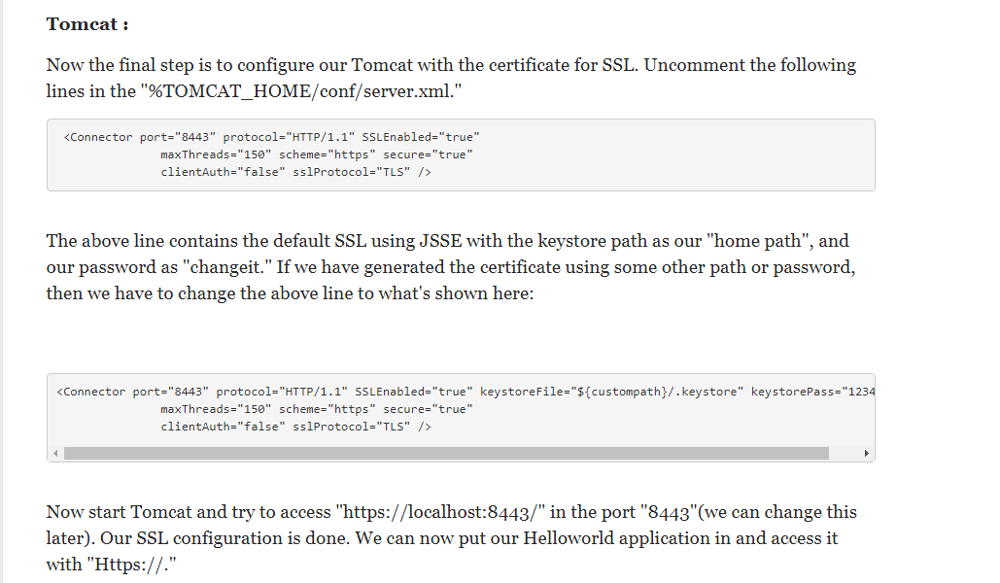 Tomcat :
Now the final step is to configure our Tomcat with the certificate for SSL. Uncomment the following
lines in the "%TOMCAT_HOME/conf/server.xml."
<Connector port="8443" protocol="HTTP/1.1" SSLEnabled="true"
maxThreads="150" scheme="https" secure="true"
clientAuth="false" sslProtocol="TLS" />
The above line contains the default SSL using JSSE with the keystore path as our "home path", and
our password as "changeit." If we have generated the certificate using some other path or password,
then we have to change the above line to what's shown here:
<Connector port="8443" protocol="HTTP/1.1" SSLEnabled="true" keystoreFile="${custompath}/.keystore" keystorePass="1234
maxThreads="150" scheme="https" secure="true"
clientAuth="false" sslProtocol="TLS" />
Now start Tomcat and try to access "https://localhost:8443/" in the port "8443"(we can change this
later). Our SSL configuration is done. We can now put our Helloworld application in and access it
with "Https://."